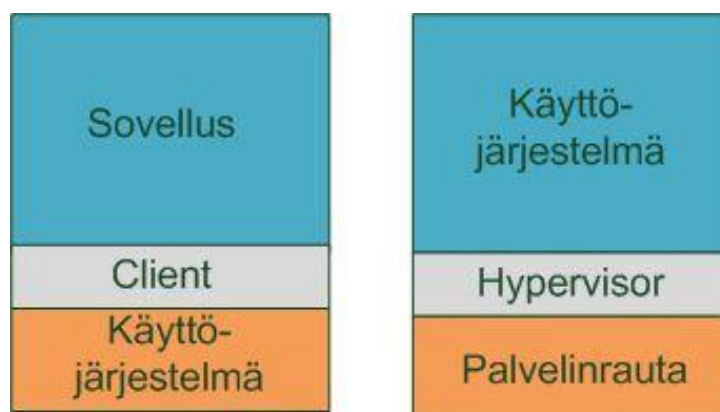 Sovellus
Client
Käyttö-
järjestelmä
Käyttö-
järjestelmä
Hypervisor
Palvelinrauta